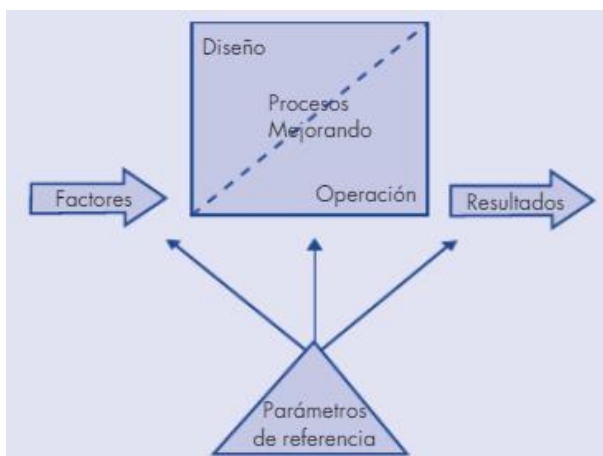 Diseño
Procesos
Mejorando
Operación
Factores
Resultados
Parámetros
de referencia